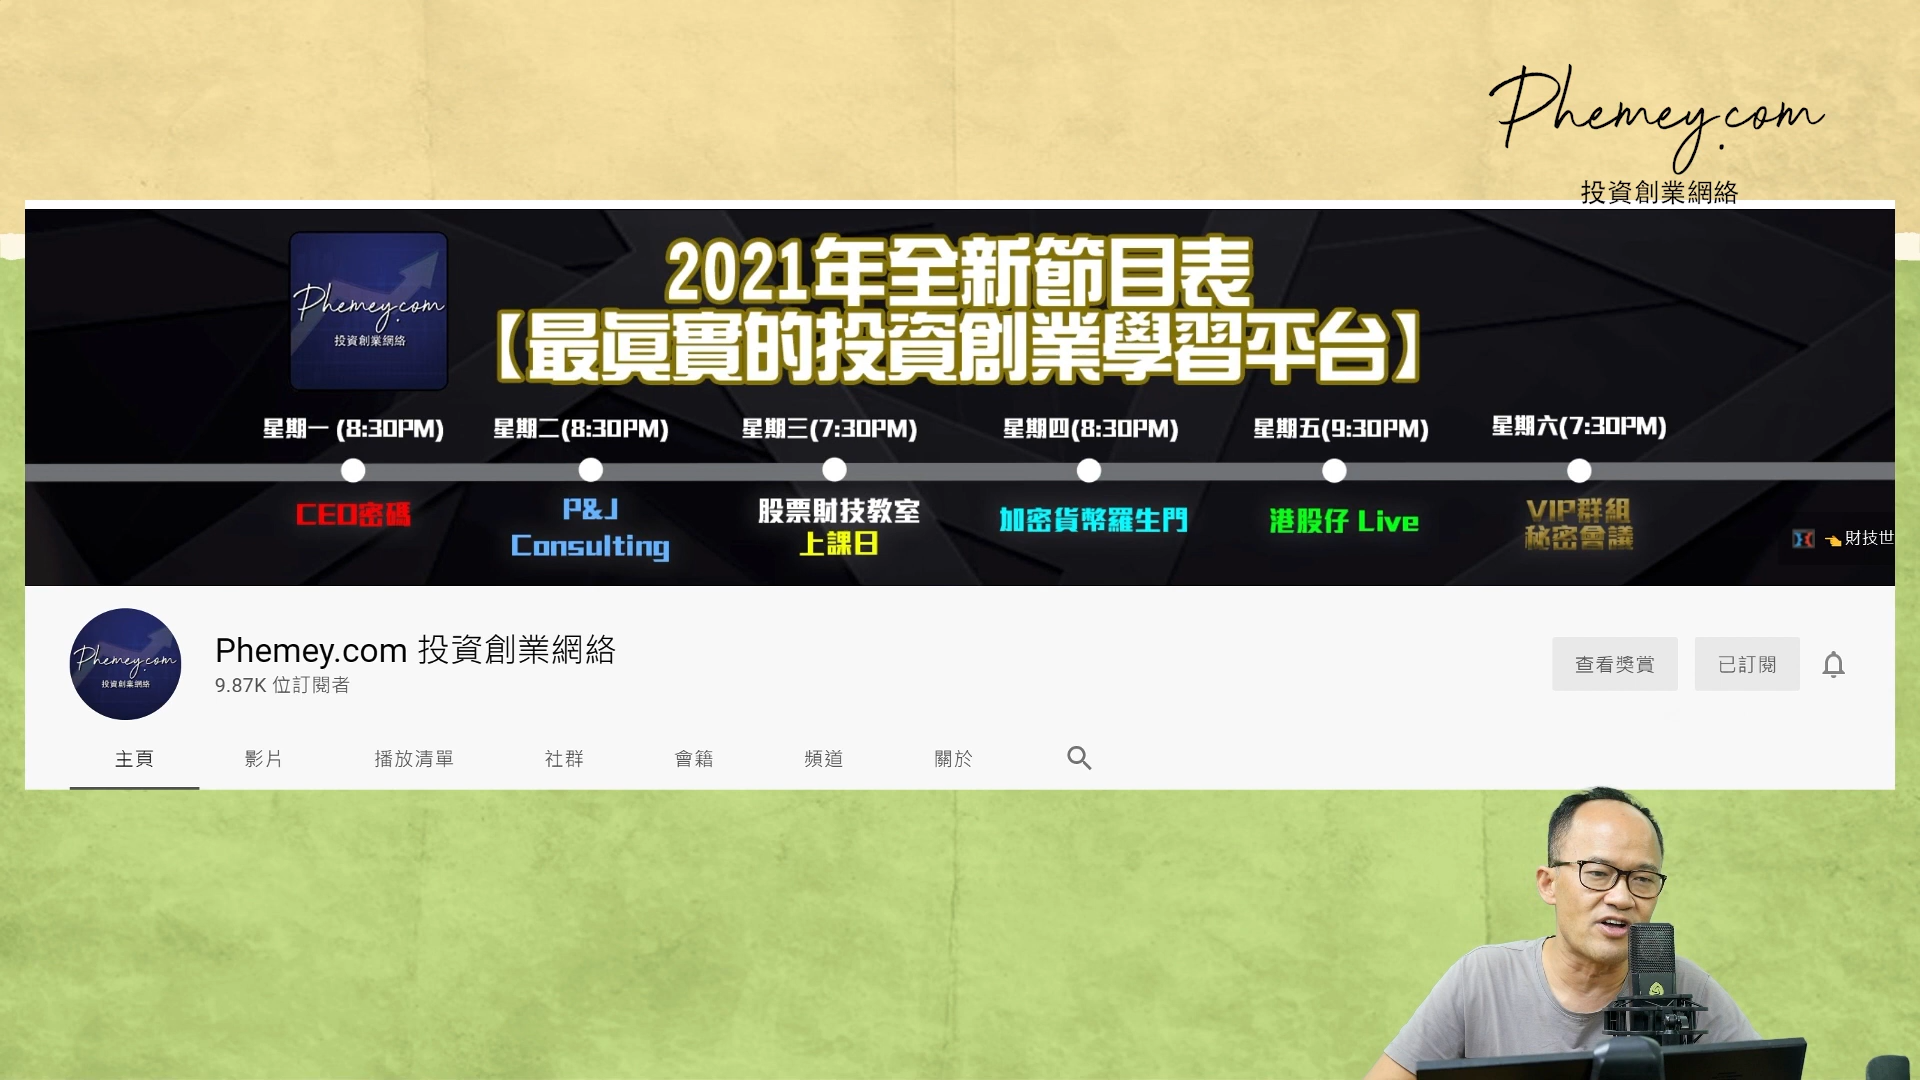 Phemey.com
投資創業網絡
Phemey.com
投資創業網絡
2021年全新節目表
【最真實的投資創業學習平台】
星期一 (8:30PM)
星期二(8:30PM)
星期三(7:30PM)
星期四(8:30PM)
星期五(9:30PM)
星期六(7:30PM)
CEO密碼
P&J
Consulting
股票財技教室
上課日
加密貨幣羅生門
港股仔 Live
VIP群組
秘密會議
財技世
Phemey.com
投資創業網絡
Phemey.com 投資創業網絡
9.87K 位訂閱者
查看獎賞
已訂閱
主頁
影片
播放清單
社群
會籍
頻道
關於